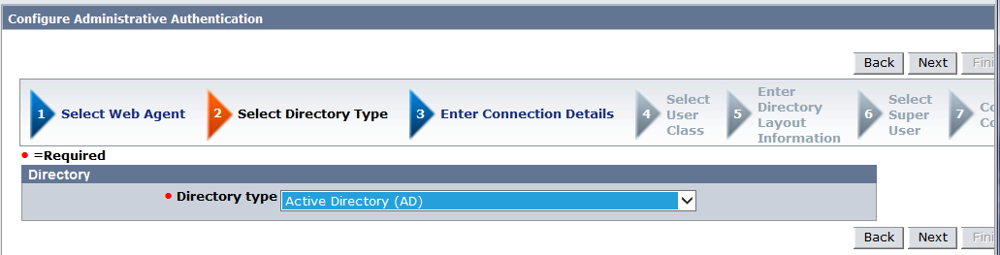 Configure Administrative Authentication
Back Next Fini
1 Select Web Agent 2 Select Directory Type 3 Enter Connection Details 4 Select User Class 5 Enter Directory Layout Information 6 Select Super User 7 Co Co
=Required
Directory
Directory type Active Directory (AD)
Back Next Fini